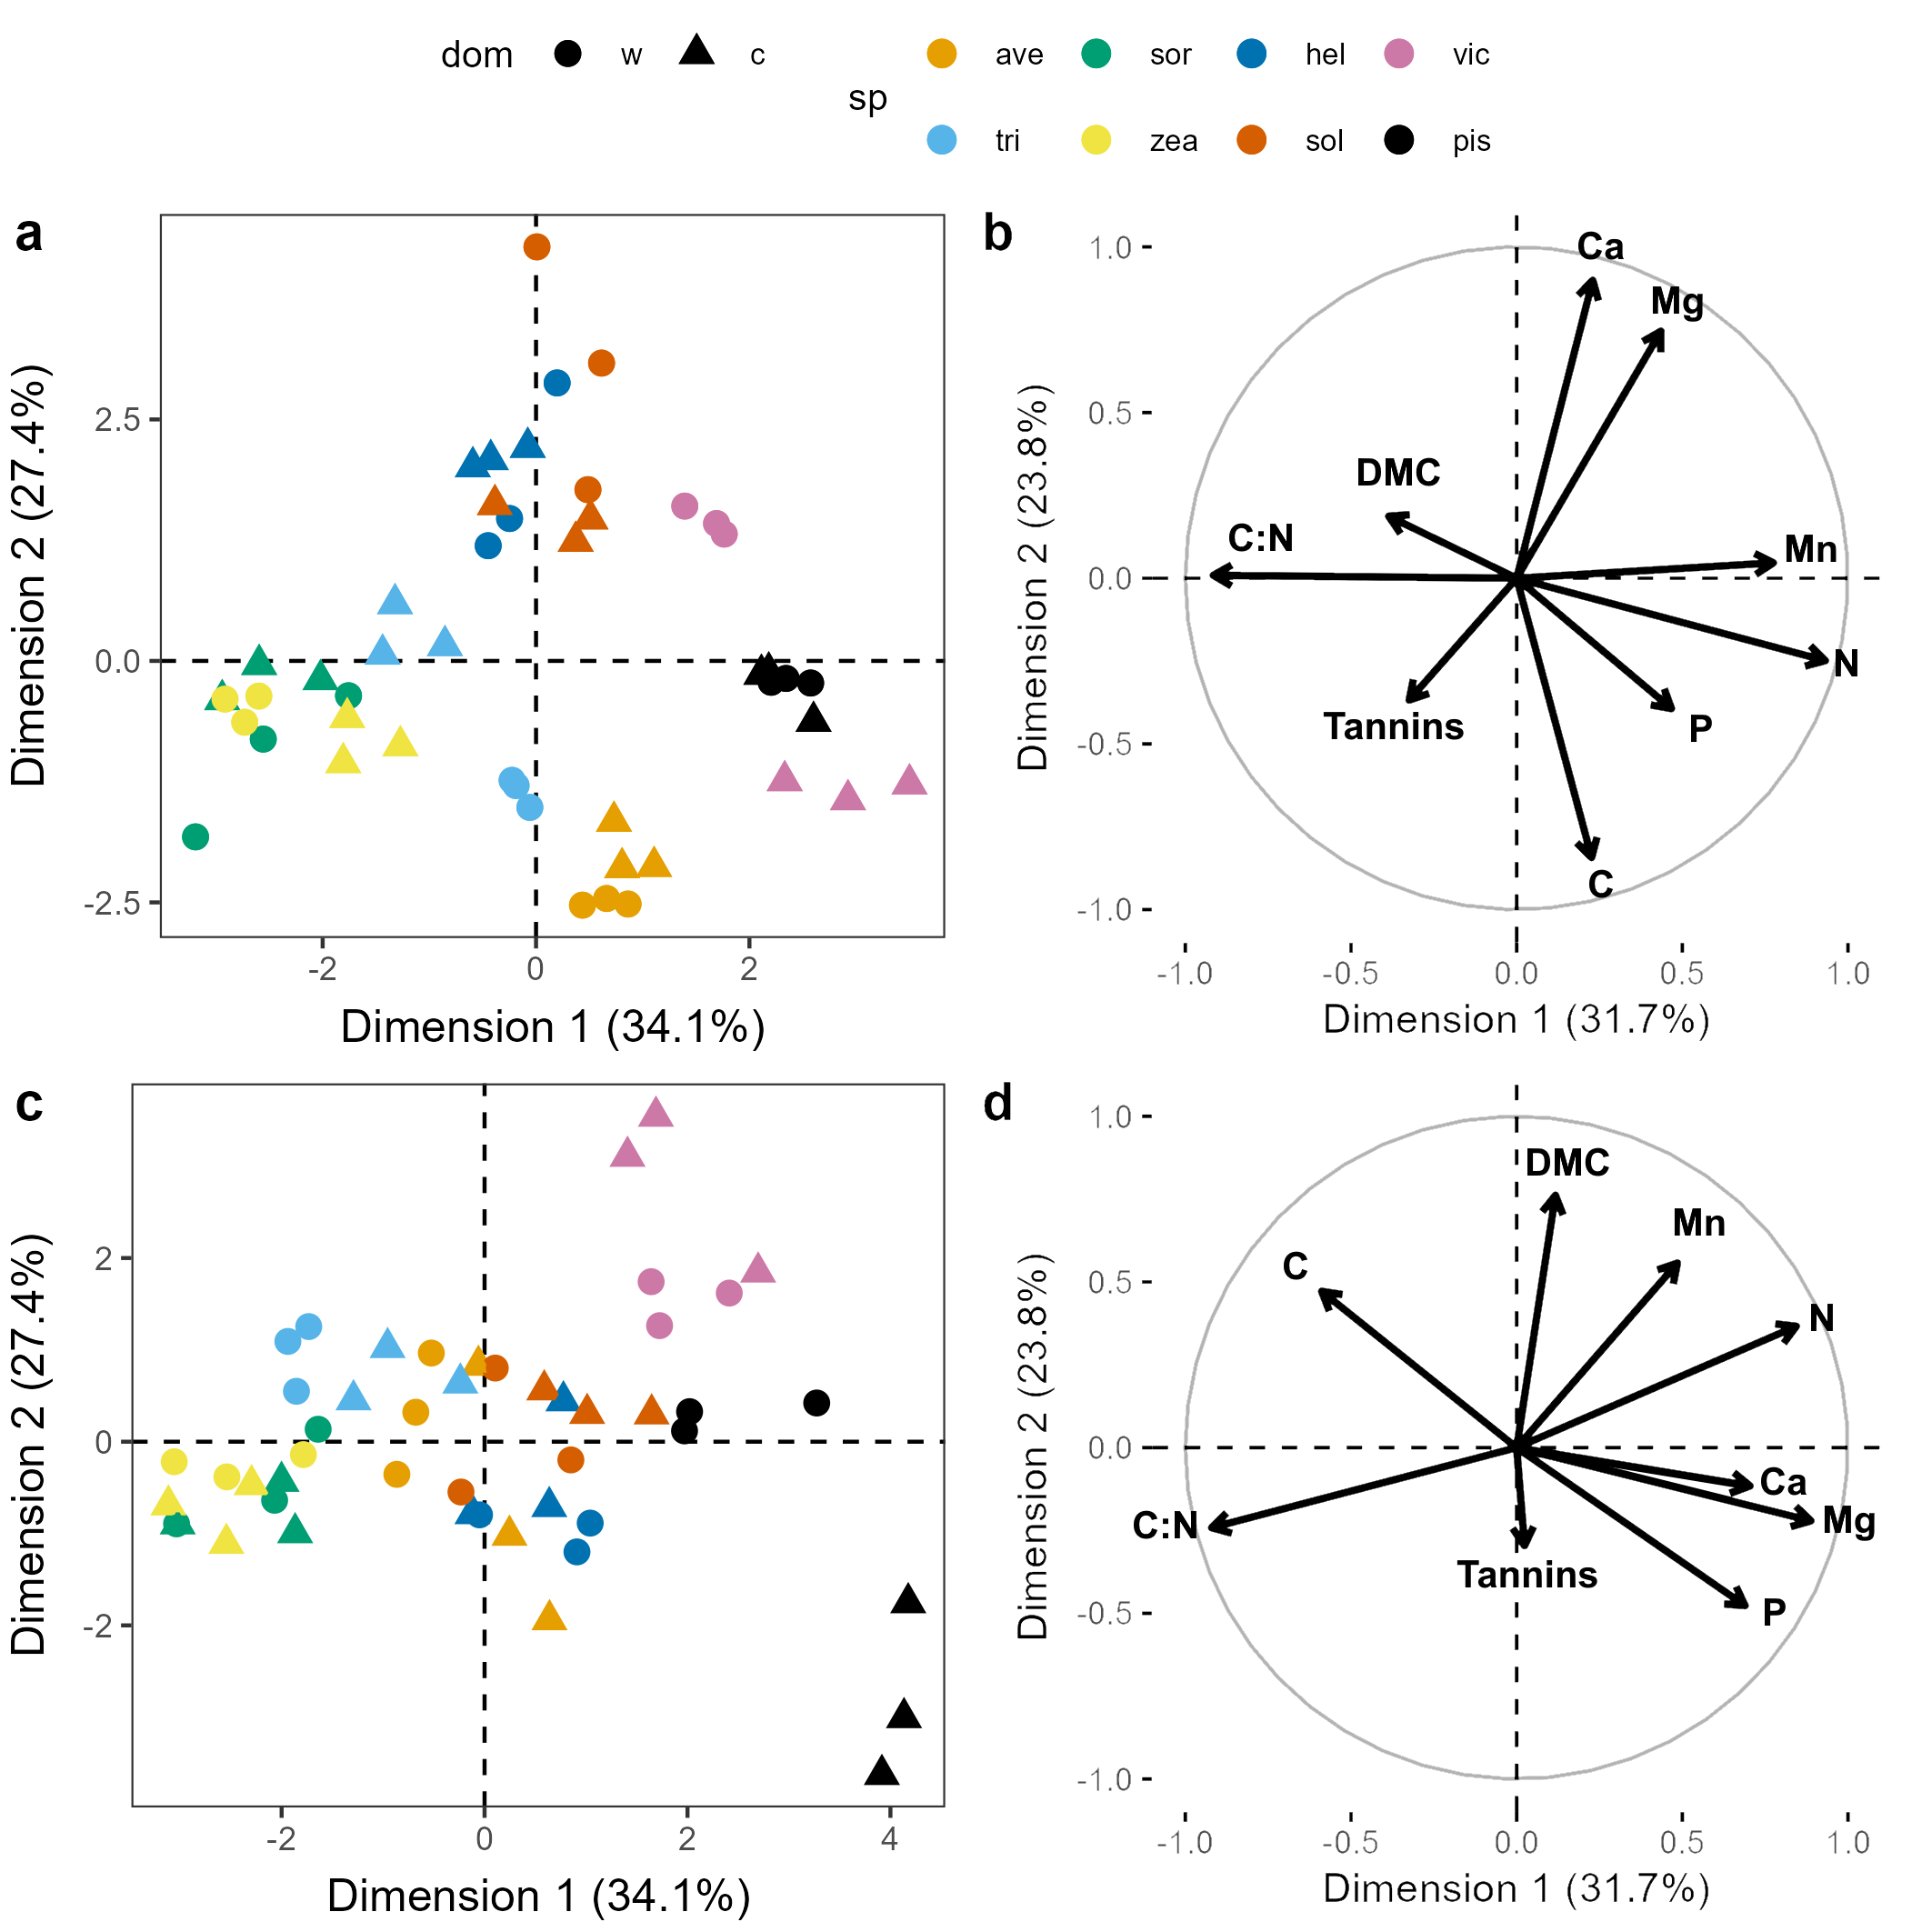 dom w c ave sor hel vic
sp
tri zea sol pis
a
Dimension 2 (27.4%)
2.5
0.0
-2.5
-2 0 2
Dimension 1 (34.1%)
b
Dimension 2 (23.8%)
1.0
0.5
0.0
-0.5
-1.0
Ca
Mg
DMC
C:N
Mn
N
Tannins
P
C
-1.0 -0.5 0.0 0.5 1.0
Dimension 1 (31.7%)
c
Dimension 2 (27.4%)
2
0
-2
-2 0 2 4
Dimension 1 (34.1%)
d
Dimension 2 (23.8%)
1.0
0.5
0.0
-0.5
-1.0
DMC
Mn
C
N
Ca
C:N
Mg
Tannins
P
-1.0 -0.5 0.0 0.5 1.0
Dimension 1 (31.7%)